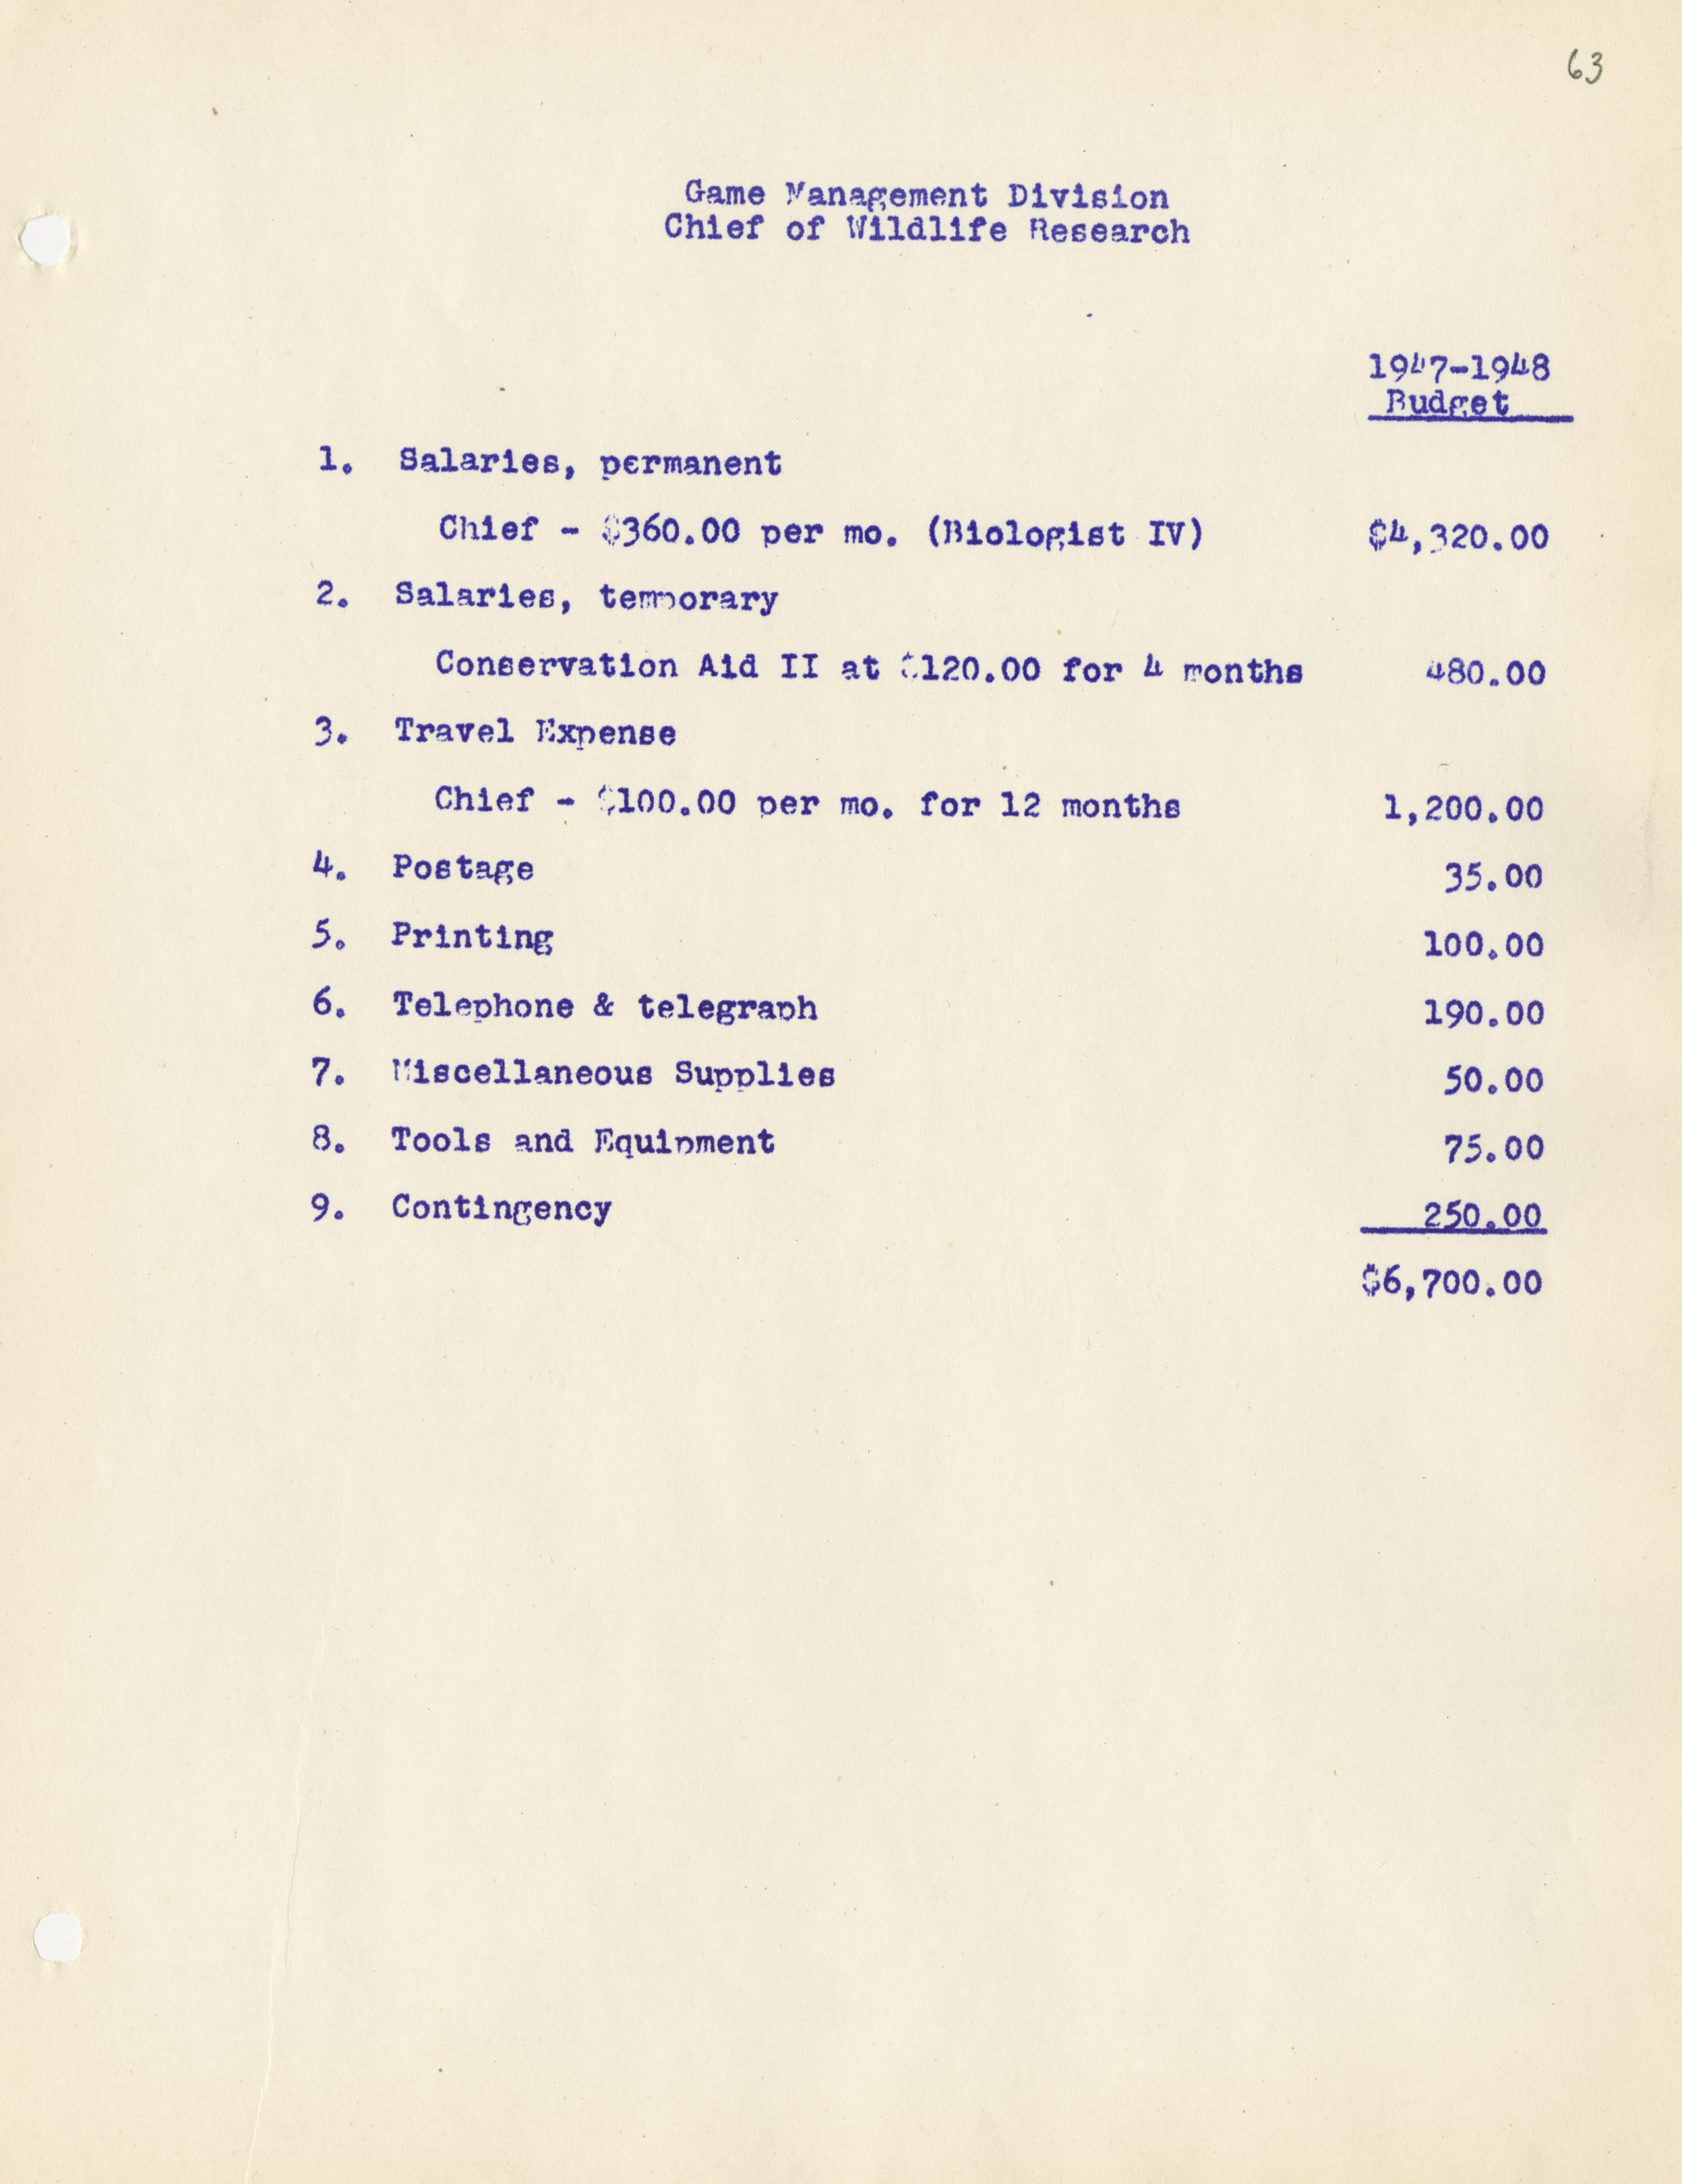 63
Game Management Division
Chief of Wildlife Research
1947-1948
Budget
1. Salaries, permanent
Chief - $360.00 per mo. (Biologist IV) $4,320.00
2. Salaries, temporary
Conservation Aid II at $120.00 for 4 months 480.00
3. Travel Expense
Chief - $100.00 per mo. for 12 months 1,200.00
4. Postage 35.00
5. Printing 100.00
6. Telephone & telegraph 190.00
7. Miscellaneous Supplies 50.00
8. Tools and Equipment 75.00
9. Contingency 250.00
$6,700.00